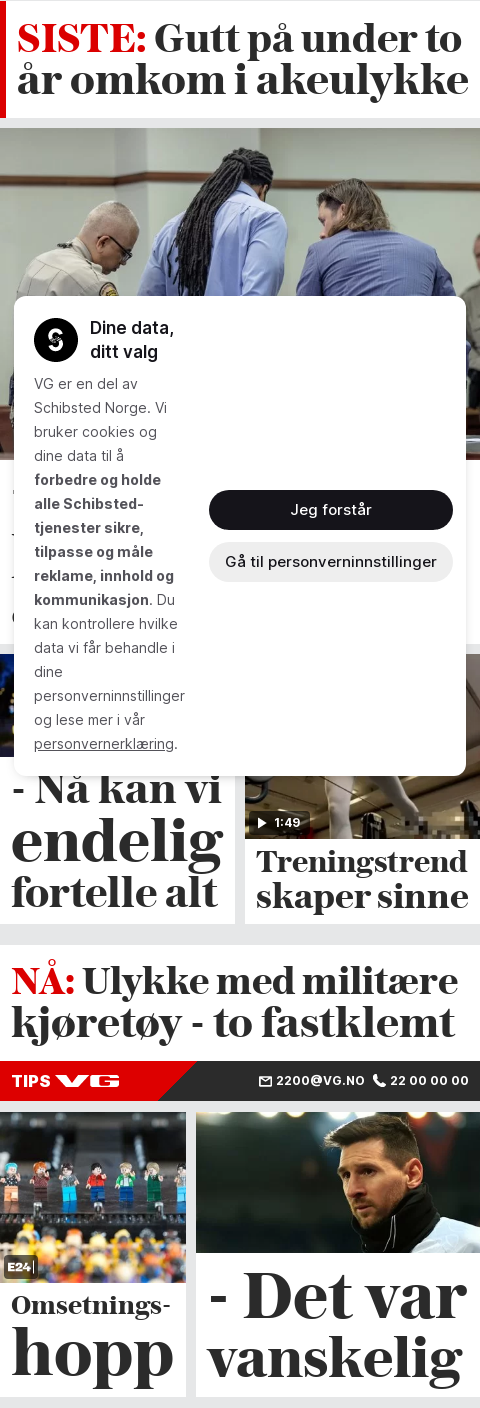 SISTE: Gutt på under to
år omkom i akeulykke
Dine data,
ditt valg
VG er en del av
Schibsted Norge. Vi
bruker cookies og
dine data til å
forbedre og holde
alle Schibsted-
tjenester sikre,
tilpasse og måle
reklame, innhold og
kommunikasjon. Du
kan kontrollere hvilke
data vi får behandle i
dine
personverninnstillinger
og lese mer i vår
personvernerklæring.
Jeg forstår
Gå til personverninnstillinger
- Nå kan vi
endelig
fortelle alt
1:49
Treningstrend
skaper sinne
NÅ: Ulykke med militære
kjøretøy - to fastklemt
TIPS VG
2200@VG.NO 22 00 00 00
E24
Omsetnings-
hopp
- Det var
vanskelig